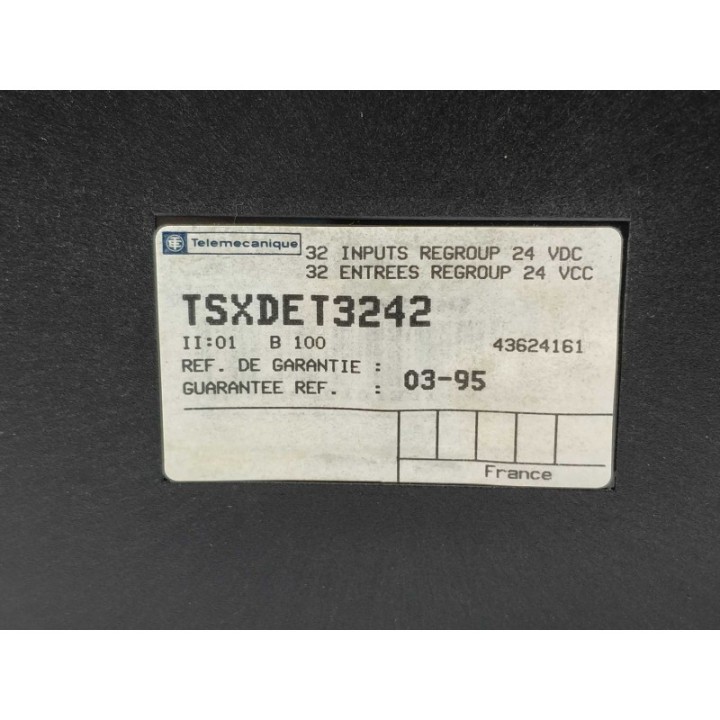 Telemecanique
32 INPUTS REGROUP 24 VDC
32 ENTREES REGROUP 24 VCC
TSXDET3242
II:01 B 100 43624161
REF. DE GARANTIE :
GUARANTEE REF. : 03-95
France